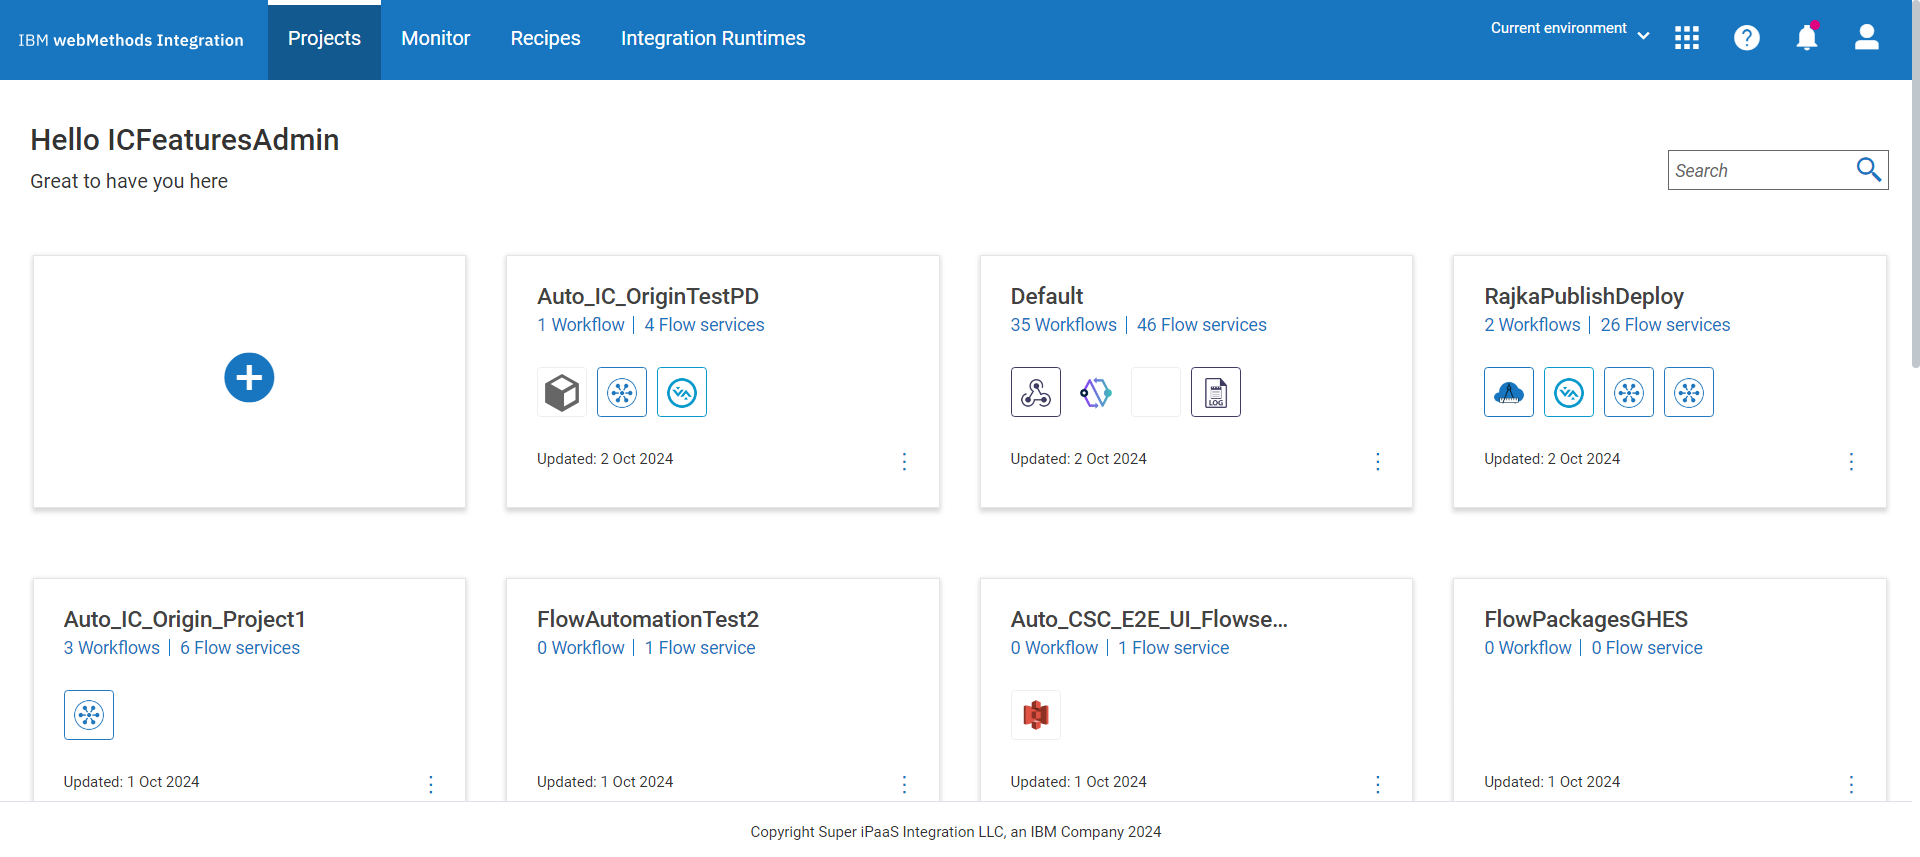 IBM webMethods Integration
Projects
Monitor
Recipes
Integration Runtimes
Current environment
Hello ICFeaturesAdmin
Great to have you here
Search
Auto_IC_OriginTestPD
1 Workflow | 4 Flow services
Updated: 2 Oct 2024
Default
35 Workflows | 46 Flow services
LOG
Updated: 2 Oct 2024
RajkaPublishDeploy
2 Workflows | 26 Flow services
Updated: 2 Oct 2024
Auto_IC_Origin_Project1
3 Workflows | 6 Flow services
Updated: 1 Oct 2024
FlowAutomationTest2
0 Workflow | 1 Flow service
Updated: 1 Oct 2024
Auto_CSC_E2E_UI_Flowse...
0 Workflow | 1 Flow service
Updated: 1 Oct 2024
FlowPackagesGHES
0 Workflow | 0 Flow service
Updated: 1 Oct 2024
Copyright Super iPaaS Integration LLC, an IBM Company 2024